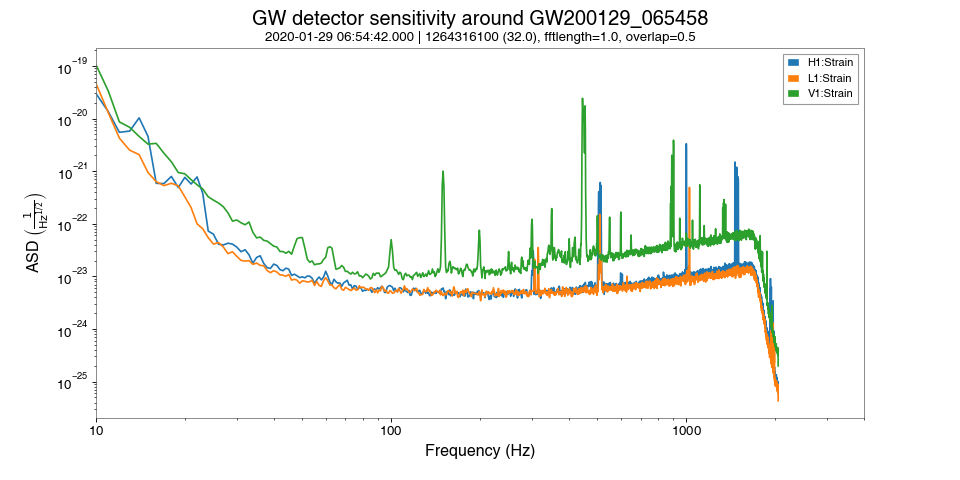 GW detector sensitivity around GW200129_065458
2020-01-29 06:54:42.000 | 1264316100 (32.0), fftlength=1.0, overlap=0.5
H1:Strain
L1:Strain
V1:Strain
10⁻¹⁹
10⁻²⁰
10⁻²¹
10⁻²²
10⁻²³
10⁻²⁴
10⁻²⁵
ASD (1/Hz^1/2)
10 100 1000
Frequency (Hz)